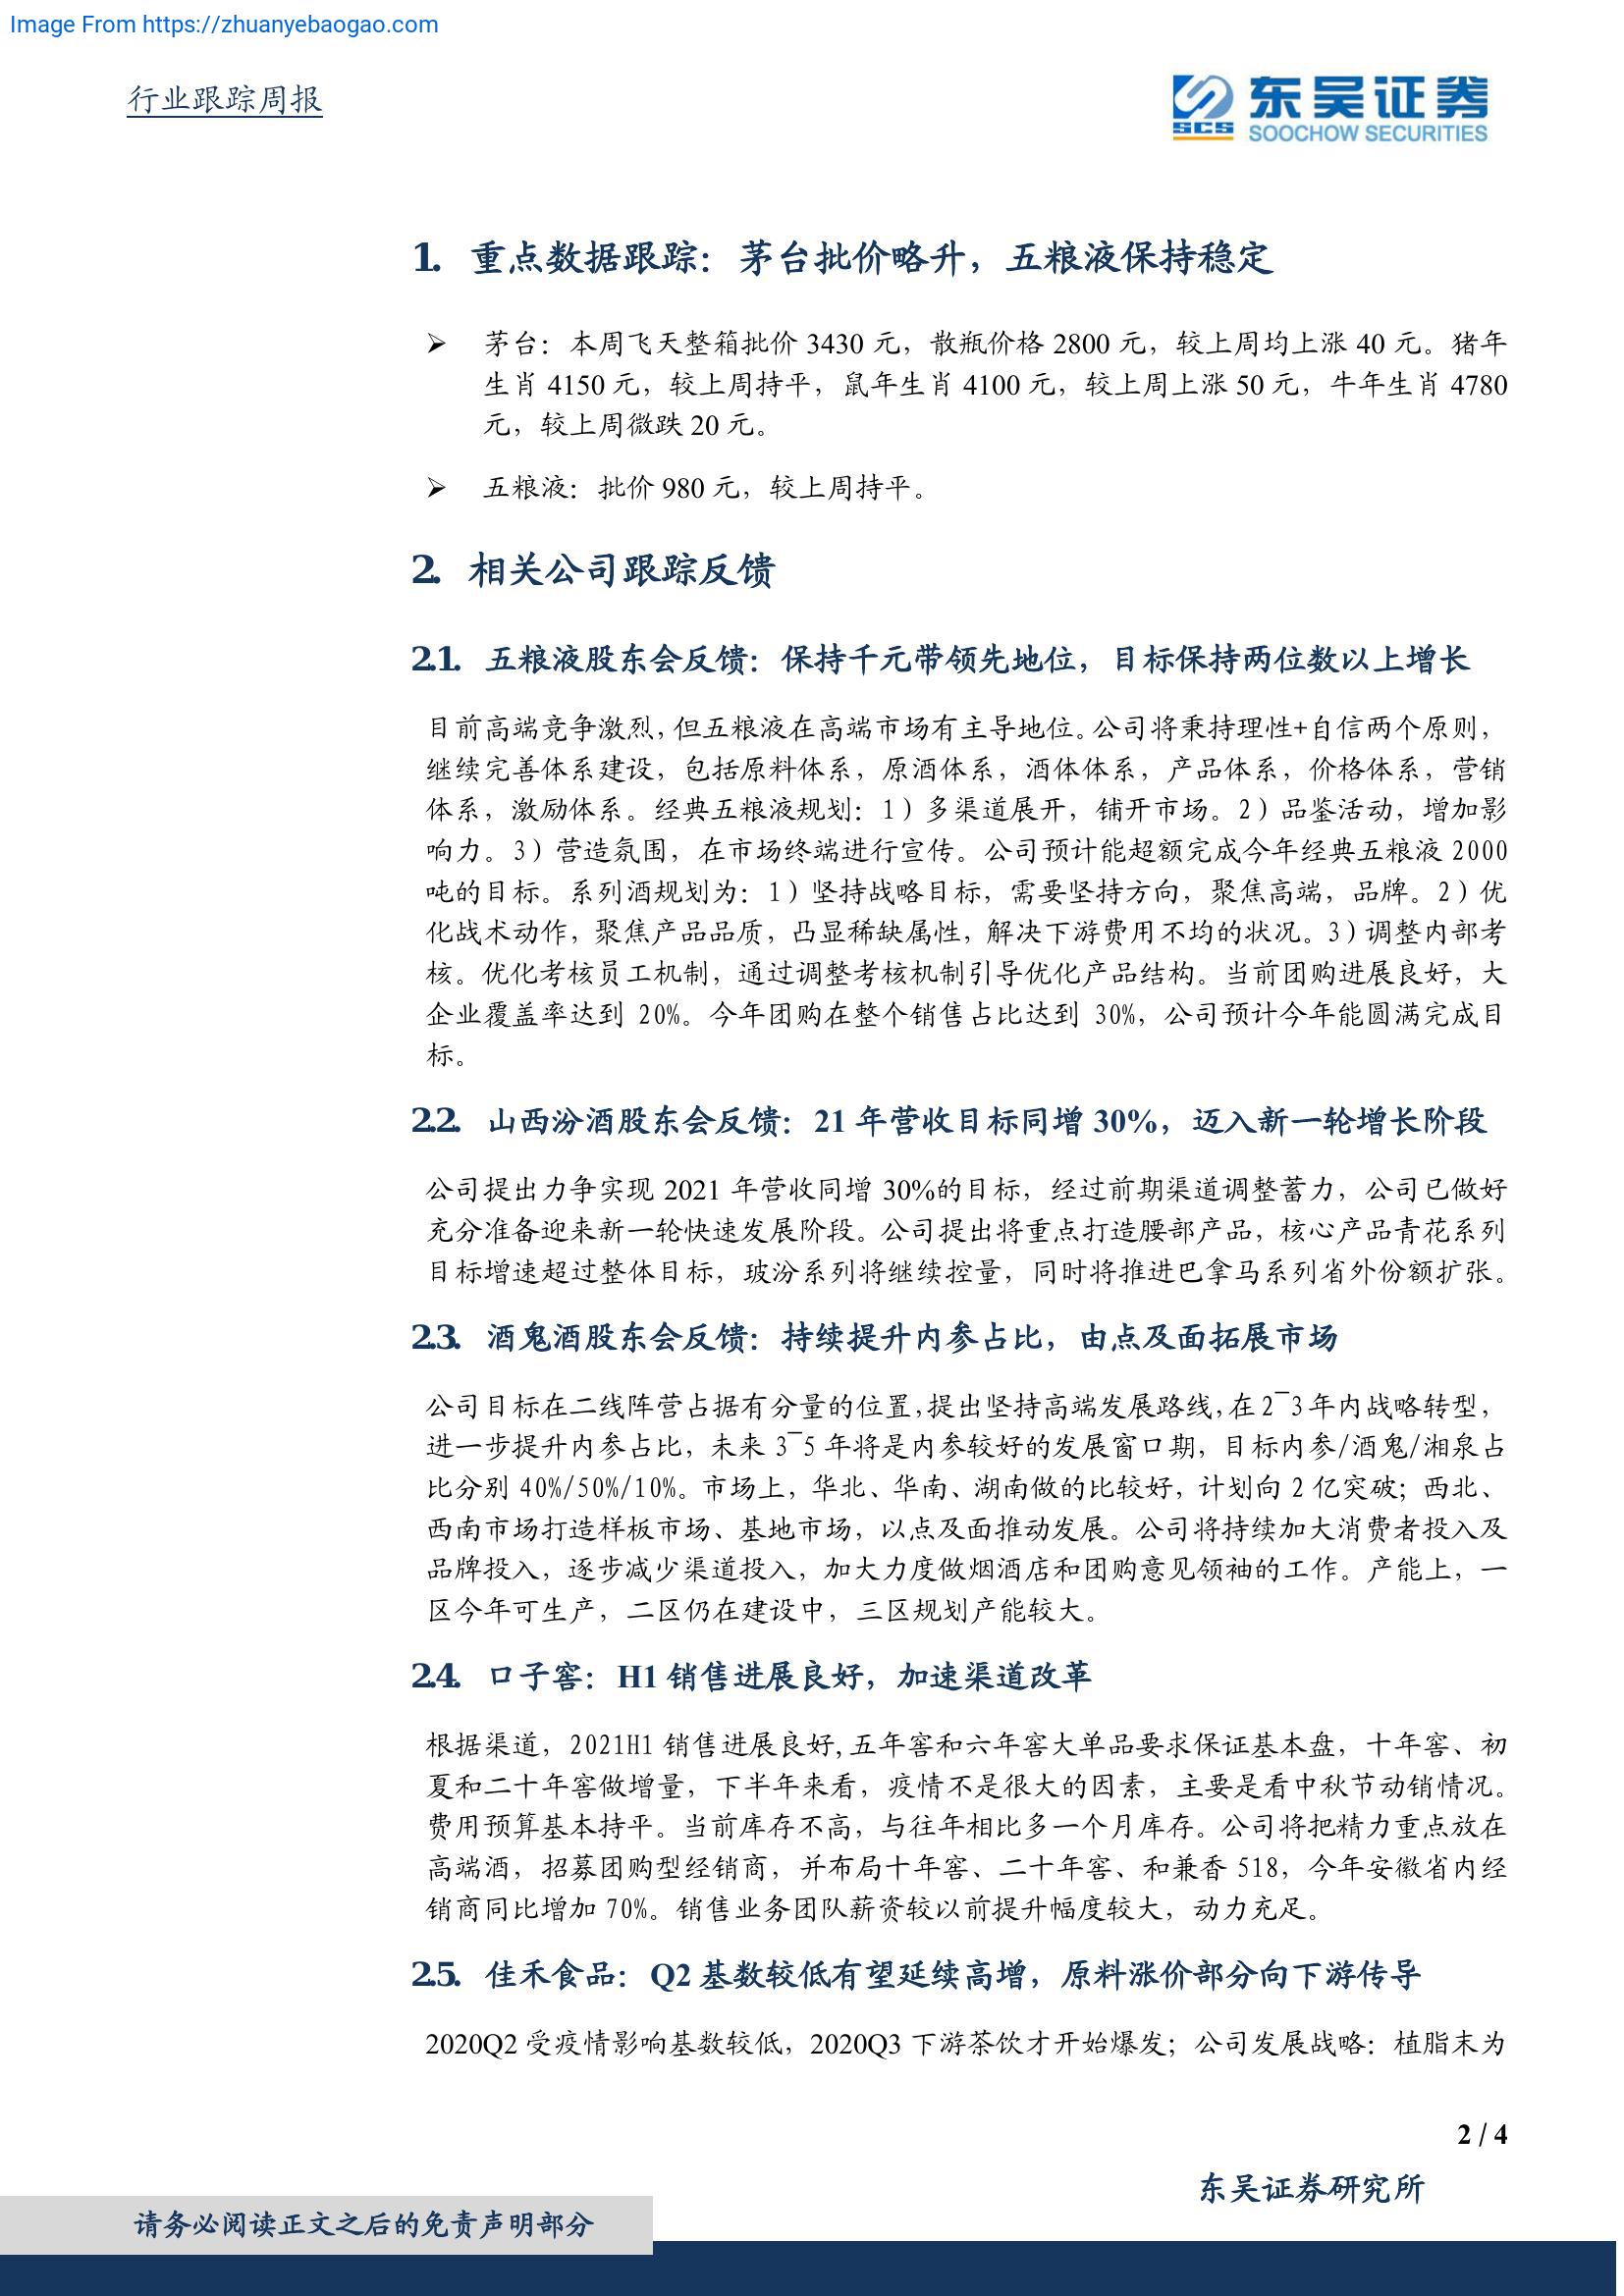 Image From https://zhuanyebaogao.com
行业跟踪周报
SCS 东吴证券
SOOCHOW SECURITIES
1. 重点数据跟踪：茅台批价略升，五粮液保持稳定
➢ 茅台：本周飞天整箱批价 3430 元，散瓶价格 2800 元，较上周均上涨 40 元。猪年
生肖 4150 元，较上周持平，鼠年生肖 4100 元，较上周上涨 50 元，牛年生肖 4780
元，较上周微跌 20 元。
➢ 五粮液：批价 980 元，较上周持平。
2. 相关公司跟踪反馈
2.1. 五粮液股东会反馈：保持千元带领先地位，目标保持两位数以上增长
目前高端竞争激烈,但五粮液在高端市场有主导地位。公司将秉持理性+自信两个原则，
继续完善体系建设，包括原料体系，原酒体系，酒体体系，产品体系，价格体系，营销
体系，激励体系。经典五粮液规划：1）多渠道展开，铺开市场。2）品鉴活动，增加影
响力。3）营造氛围，在市场终端进行宣传。公司预计能超额完成今年经典五粮液 2000
吨的目标。系列酒规划为：1）坚持战略目标，需要坚持方向，聚焦高端，品牌。2）优
化战术动作，聚焦产品品质，凸显稀缺属性，解决下游费用不均的状况。3）调整内部考
核。优化考核员工机制，通过调整考核机制引导优化产品结构。当前团购进展良好，大
企业覆盖率达到 20%。今年团购在整个销售占比达到 30%，公司预计今年能圆满完成目
标。
2.2. 山西汾酒股东会反馈：21 年营收目标同增 30%，迈入新一轮增长阶段
公司提出力争实现 2021 年营收同增 30%的目标，经过前期渠道调整蓄力，公司已做好
充分准备迎来新一轮快速发展阶段。公司提出将重点打造腰部产品，核心产品青花系列
目标增速超过整体目标，玻汾系列将继续控量，同时将推进巴拿马系列省外份额扩张。
2.3. 酒鬼酒股东会反馈：持续提升内参占比，由点及面拓展市场
公司目标在二线阵营占据有分量的位置,提出坚持高端发展路线,在 2~3 年内战略转型，
进一步提升内参占比，未来 3~5 年将是内参较好的发展窗口期，目标内参/酒鬼/湘泉占
比分别 40%/50%/10%。市场上，华北、华南、湖南做的比较好，计划向 2 亿突破；西北、
西南市场打造样板市场、基地市场，以点及面推动发展。公司将持续加大消费者投入及
品牌投入，逐步减少渠道投入，加大力度做烟酒店和团购意见领袖的工作。产能上，一
区今年可生产，二区仍在建设中，三区规划产能较大。
2.4. 口子窖：H1 销售进展良好，加速渠道改革
根据渠道，2021H1 销售进展良好,五年窖和六年窖大单品要求保证基本盘，十年窖、初
夏和二十年窖做增量，下半年来看，疫情不是很大的因素，主要是看中秋节动销情况。
费用预算基本持平。当前库存不高，与往年相比多一个月库存。公司将把精力重点放在
高端酒，招募团购型经销商，并布局十年窖、二十年窖、和兼香 518，今年安徽省内经
销商同比增加 70%。销售业务团队薪资较以前提升幅度较大，动力充足。
2.5. 佳禾食品：Q2 基数较低有望延续高增，原料涨价部分向下游传导
2020Q2 受疫情影响基数较低，2020Q3 下游茶饮才开始爆发；公司发展战略：植脂末为
2 / 4
东吴证券研究所
请务必阅读正文之后的免责声明部分